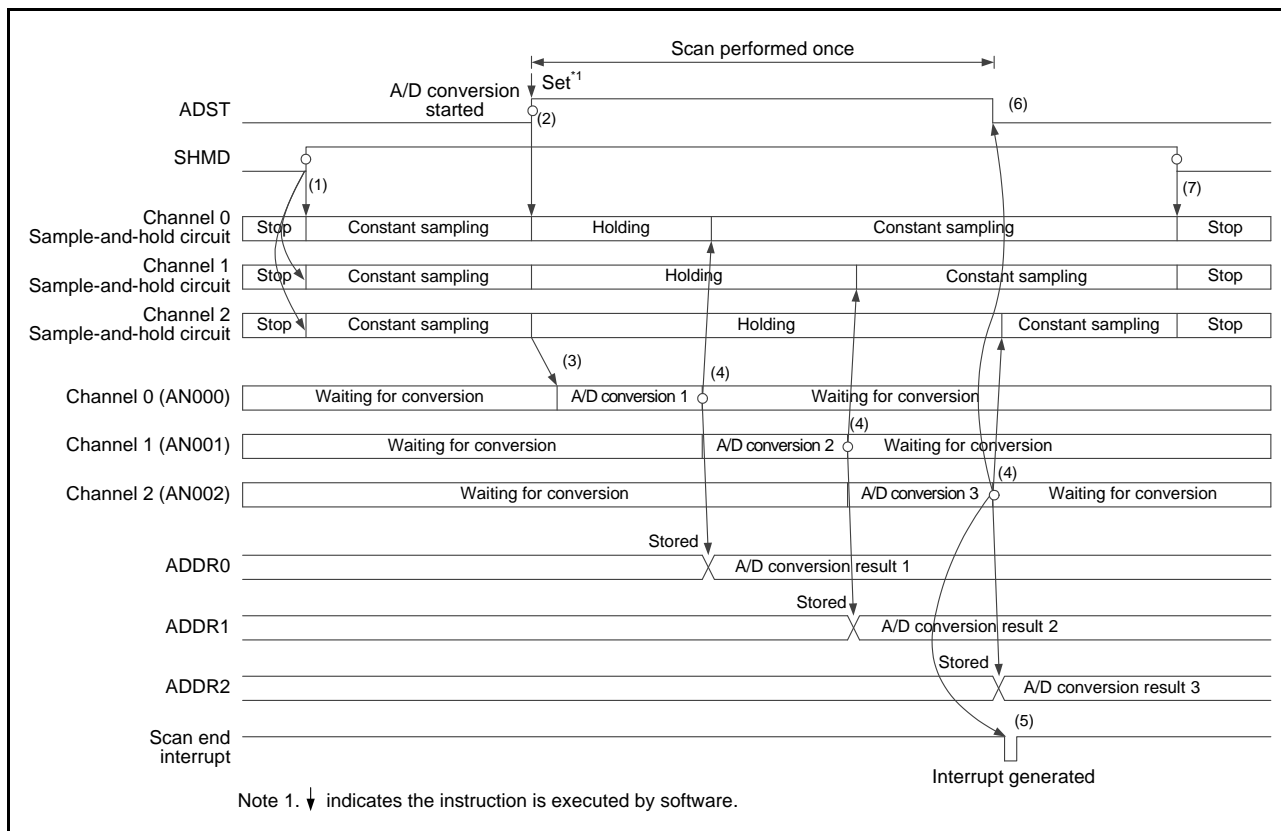 Scan performed once
Set*1
A/D conversion
started
ADST
(2)
(6)
SHMD
(1)
(7)
Channel 0
Sample-and-hold circuit
Stop
Constant sampling
Holding
Constant sampling
Stop
Channel 1
Sample-and-hold circuit
Stop
Constant sampling
Holding
Constant sampling
Stop
Channel 2
Sample-and-hold circuit
Stop
Constant sampling
Holding
Constant sampling
Stop
(3)
(4)
Channel 0 (AN000)
Waiting for conversion
A/D conversion 1
Waiting for conversion
(4)
Channel 1 (AN001)
Waiting for conversion
A/D conversion 2
Waiting for conversion
(4)
Channel 2 (AN002)
Waiting for conversion
A/D conversion 3
Waiting for conversion
Stored
ADDR0
A/D conversion result 1
Stored
ADDR1
A/D conversion result 2
Stored
ADDR2
A/D conversion result 3
Scan end
interrupt
(5)
Interrupt generated
Note 1. indicates the instruction is executed by software.